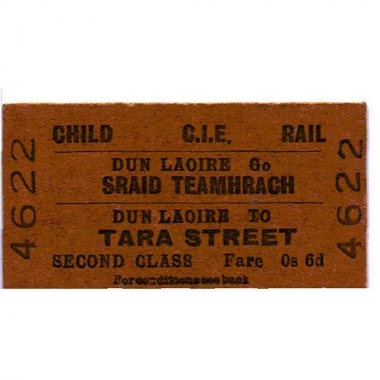 CHILD C.I.E. RAIL
DUN LAOIRE Go
SRAID TEAMHRACH
DUN LAOIRE TO
TARA STREET
SECOND CLASS Fare 0s 6d
For conditions see back
4622
4622